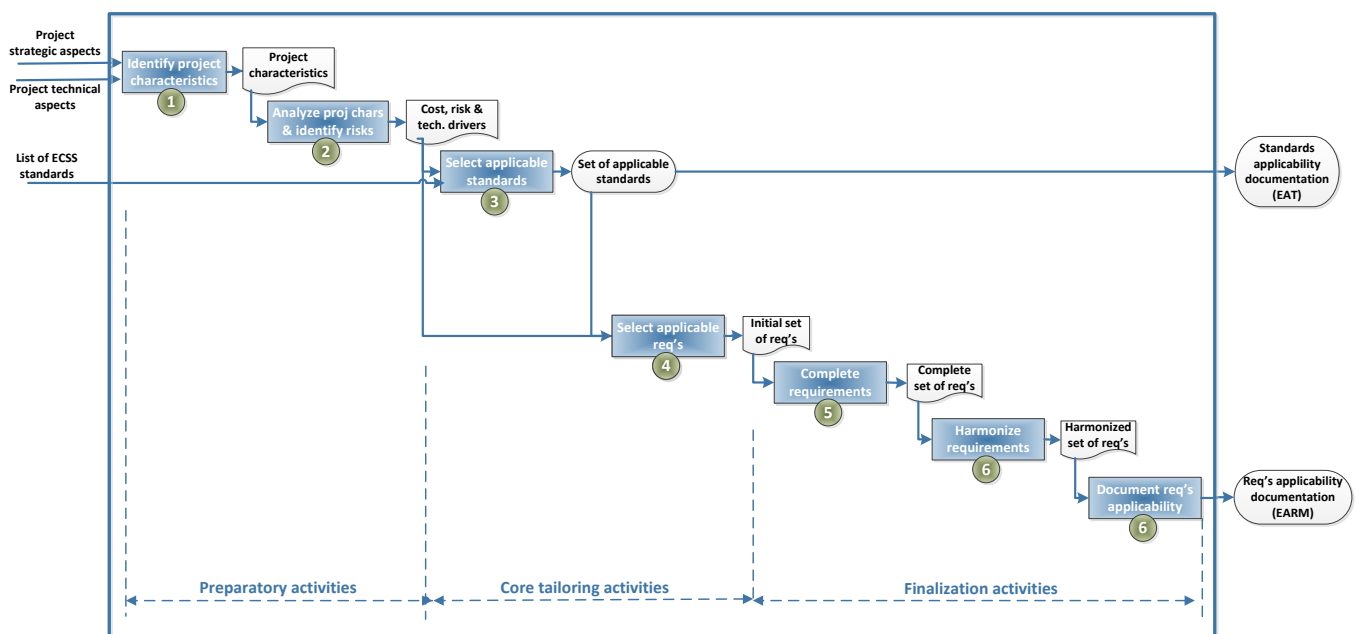 Project
strategic aspects
Project technical
aspects
Identify project
characteristics
1
Project
characteristics
Analyze proj chars
& identify risks
2
Cost, risk &
tech. drivers
List of ECSS
standards
Select applicable
standards
3
Set of applicable
standards
Standards
applicability
documentation
(EAT)
Select applicable
req's
4
Initial set
of req's
Complete
requirements
5
Complete
set of req's
Harmonize
requirements
6
Harmonized
set of req's
Document req's
applicability
6
Req's applicability
documentation
(EARM)
Preparatory activities
Core tailoring activities
Finalization activities